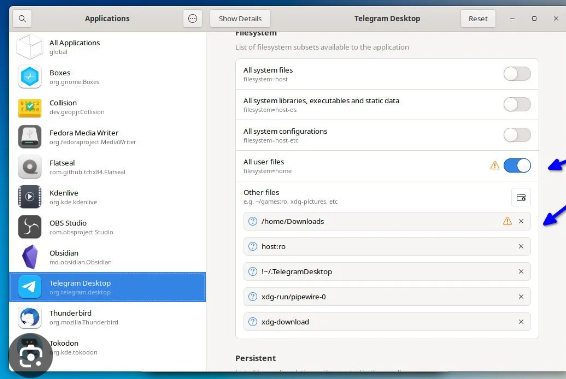 Applications
Show Details
Telegram Desktop
Reset
All Applications
global
Boxes
org.gnome.Boxes
Collision
dev.geopjr.Collision
Fedora Media Writer
org.fedoraproject.MediaWriter
Flatseal
com.github.tchx84.Flatseal
Kdenlive
org.kde.kdenlive
OBS Studio
com.obsproject.Studio
Obsidian
md.obsidian.Obsidian
Telegram Desktop
org.telegram.desktop
Thunderbird
org.mozilla.Thunderbird
Tokodon
org.kde.tokodon
Filesystem
List of filesystem subsets available to the application
All system files
filesystem=host
All system libraries, executables and static data
filesystem=host-os
All system configurations
filesystem=host-etc
All user files
filesystem=home
Other files
e.g. ~/games:ro, xdg-pictures, etc
/home/Downloads
host:ro
!~/.TelegramDesktop
xdg-run/pipewire-0
xdg-download
Persistent